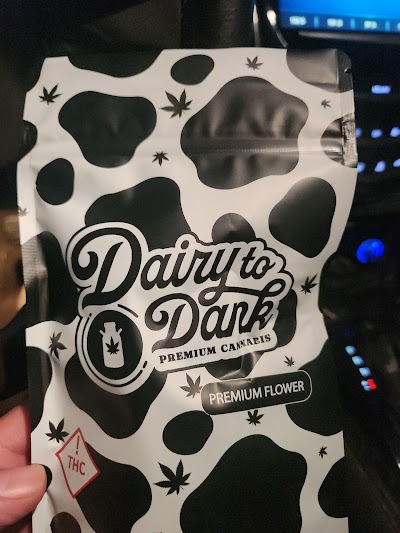 Dairy to
Dank
PREMIUM CANNABIS
PREMIUM FLOWER
!
THC